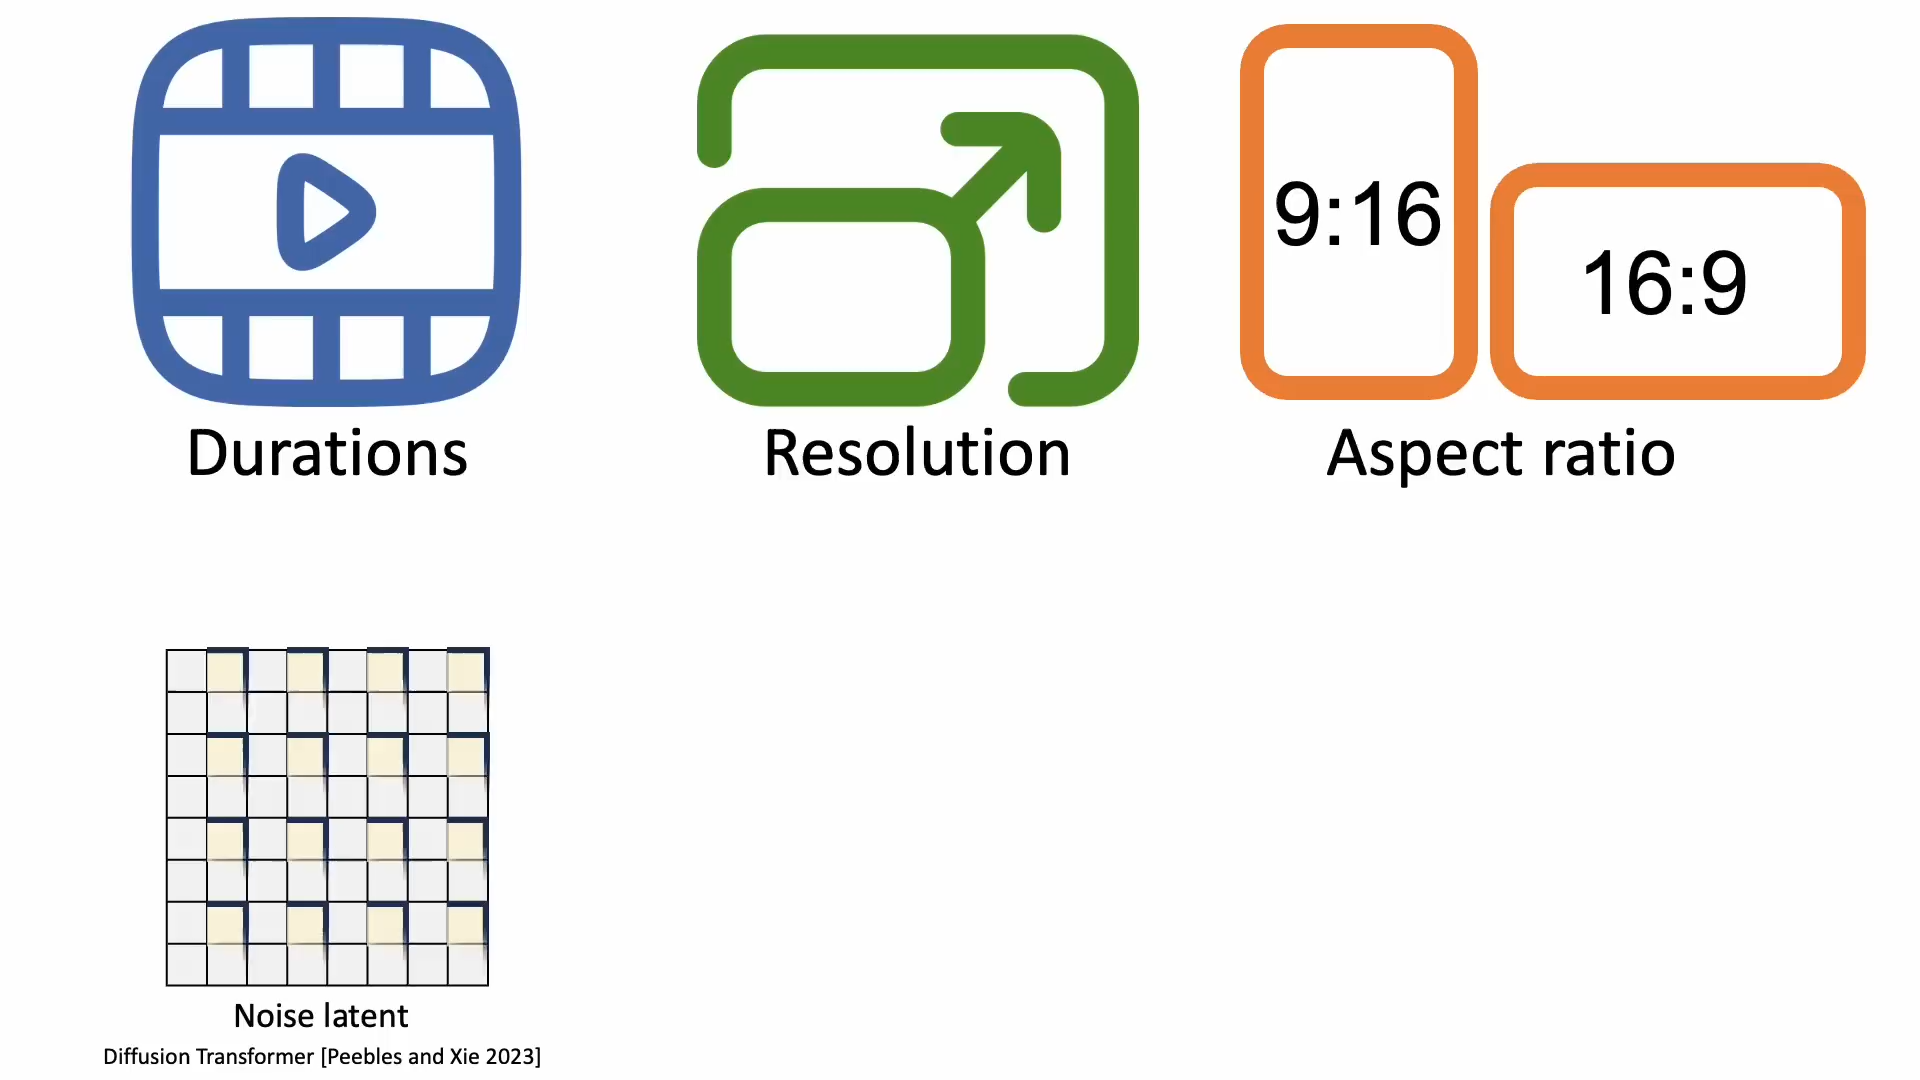 9:16
16:9
Durations
Resolution
Aspect ratio
Noise latent
Diffusion Transformer [Peebles and Xie 2023]